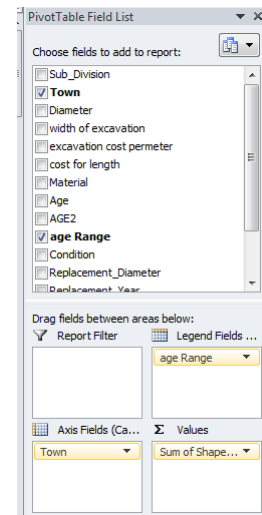 PivotTable Field List
Choose fields to add to report:
Sub_Division
Town
Diameter
width of excavation
excavation cost permeter
cost for length
Material
Age
AGE2
age Range
Condition
Replacement_Diameter
Replacement_Year
Drag fields between areas below:
Report Filter
Legend Fields ...
age Range
Axis Fields (Ca...
Σ Values
Town
Sum of Shape...